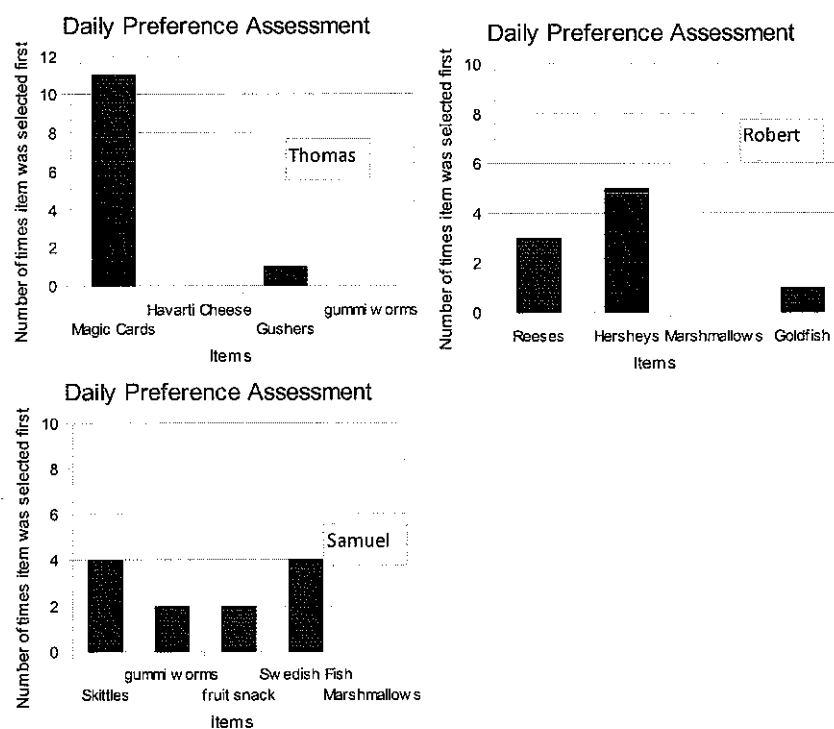 Daily Preference Assessment
Number of times item was selected first
12
10
8
6
4
2
0
Thomas
Havarti Cheese
gummi worms
Magic Cards
Gushers
Items
Daily Preference Assessment
Number of times item was selected first
10
8
6
4
2
0
Robert
Reeses
Hersheys
Marshmallows
Goldfish
Items
Daily Preference Assessment
Number of times item was selected first
10
8
6
4
2
0
Samuel
gummi worms
Swedish Fish
Skittles
fruit snack
Marshmallows
Items